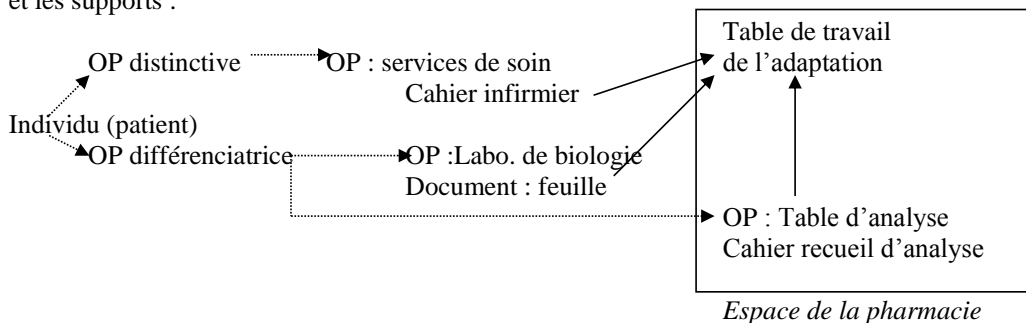 et les supports :
Table de travail
de l'adaptation
OP distinctive
OP : services de soin
Cahier infirmier
Individu (patient)
OP différenciatrice
OP :Labo. de biologie
Document : feuille
OP : Table d'analyse
Cahier recueil d'analyse
Espace de la pharmacie